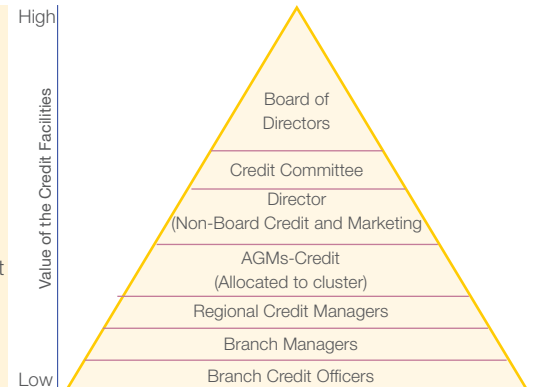 High
Value of the Credit Facilities
Board of
Directors
Credit Committee
Director
(Non-Board Credit and Marketing
AGMs-Credit
(Allocated to cluster)
Regional Credit Managers
Branch Managers
Branch Credit Officers
Low
t